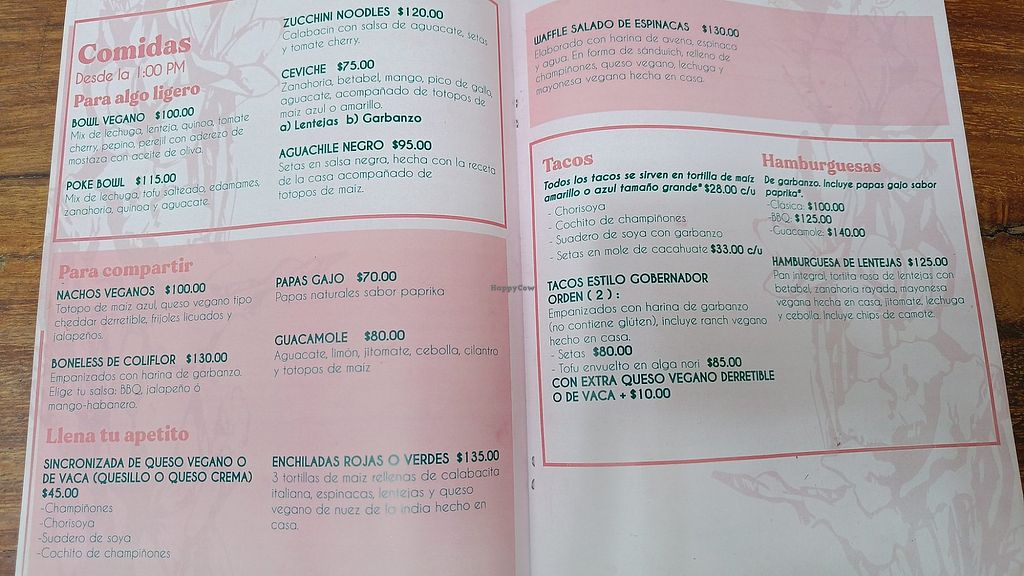 Comidas
Desde la 1:00 PM
Para algo ligero
BOWL VEGANO $100.00
Mix de lechuga, lenteja, quinoa, tomate
cherry, pepino, perejil con aderezo de
mostaza con aceite de oliva.
POKE BOWL $115.00
Mix de lechuga, tofu salteado, edamames,
zanahoria, quinoa y aguacate.
ZUCCHINI NOODLES $120.00
Calabacin con salsa de aguacate, setas
y tomate cherry.
CEVICHE $75.00
Zanahoria, betabel, mango, pico de gallo,
aguacate, acompañado de totopos de
maíz azul o amarillo.
a) Lentejas b) Garbanzo
AGUACHILE NEGRO $95.00
Setas en salsa negra, hecha con la receta
de la casa acompañado de
totopos de maíz.
Para compartir
NACHOS VEGANOS $100.00
Totopo de maiz azul, queso vegano tipo
cheddar derretible, frijoles licuados y
jalapeños.
BONELESS DE COLIFLOR $130.00
Empanizados con harina de garbanzo.
Elige tu salsa: BBQ, jalapeño ó
mango-habanero.
PAPAS GAJO $70.00
Papas naturales sabor paprika
GUACAMOLE $80.00
Aguacate, limón, jitomate, cebolla, cilantro
y totopos de maiz
Llena tu apetito
SINCRONIZADA DE QUESO VEGANO O
DE VACA (QUESILLO O QUESO CREMA)
$45.00
-Champiñones
-Chorisoya
-Suadero de soya
-Cochito de champiñones
ENCHILADAS ROJAS O VERDES $135.00
3 tortillas de maiz rellenas de calabacita
italiana, espinacas, lentejas y queso
vegano de nuez de la india hecho en
casa.
WAFFLE SALADO DE ESPINACAS $130.00
Elaborado con harina de avena, espinaca
y agua. En forma de sándwich, relleno de
champiñones, queso vegano, lechuga y
mayonesa vegana hecha en casa.
Tacos
Todos los tacos se sirven en tortilla de maíz
amarillo o azul tamaño grande* $28.00 c/u
- Chorisoya
- Cochito de champiñones
- Suadero de soya con garbanzo
- Setas en mole de cacahuate $33.00 c/u
TACOS ESTILO GOBERNADOR
ORDEN ( 2 ) :
Empanizados con harina de garbanzo
(no contiene glúten), incluye ranch vegano
hecho en casa.
- Setas $80.00
- Tofu envuelto en alga nori $85.00
CON EXTRA QUESO VEGANO DERRETIBLE
O DE VACA + $10.00
Hamburguesas
De garbanzo. Incluye papas gajo sabor
paprika*.
-Clásica: $100.00
-BBQ: $125.00
-Guacamole: $140.00
HAMBURGUESA DE LENTEJAS $125.00
Pan integral, tortita rosa de lentejas con
betabel, zanahoria rayada, mayonesa
vegana hecha en casa, jitomate, lechuga
y cebolla. Incluye chips de camote.
HappyCow